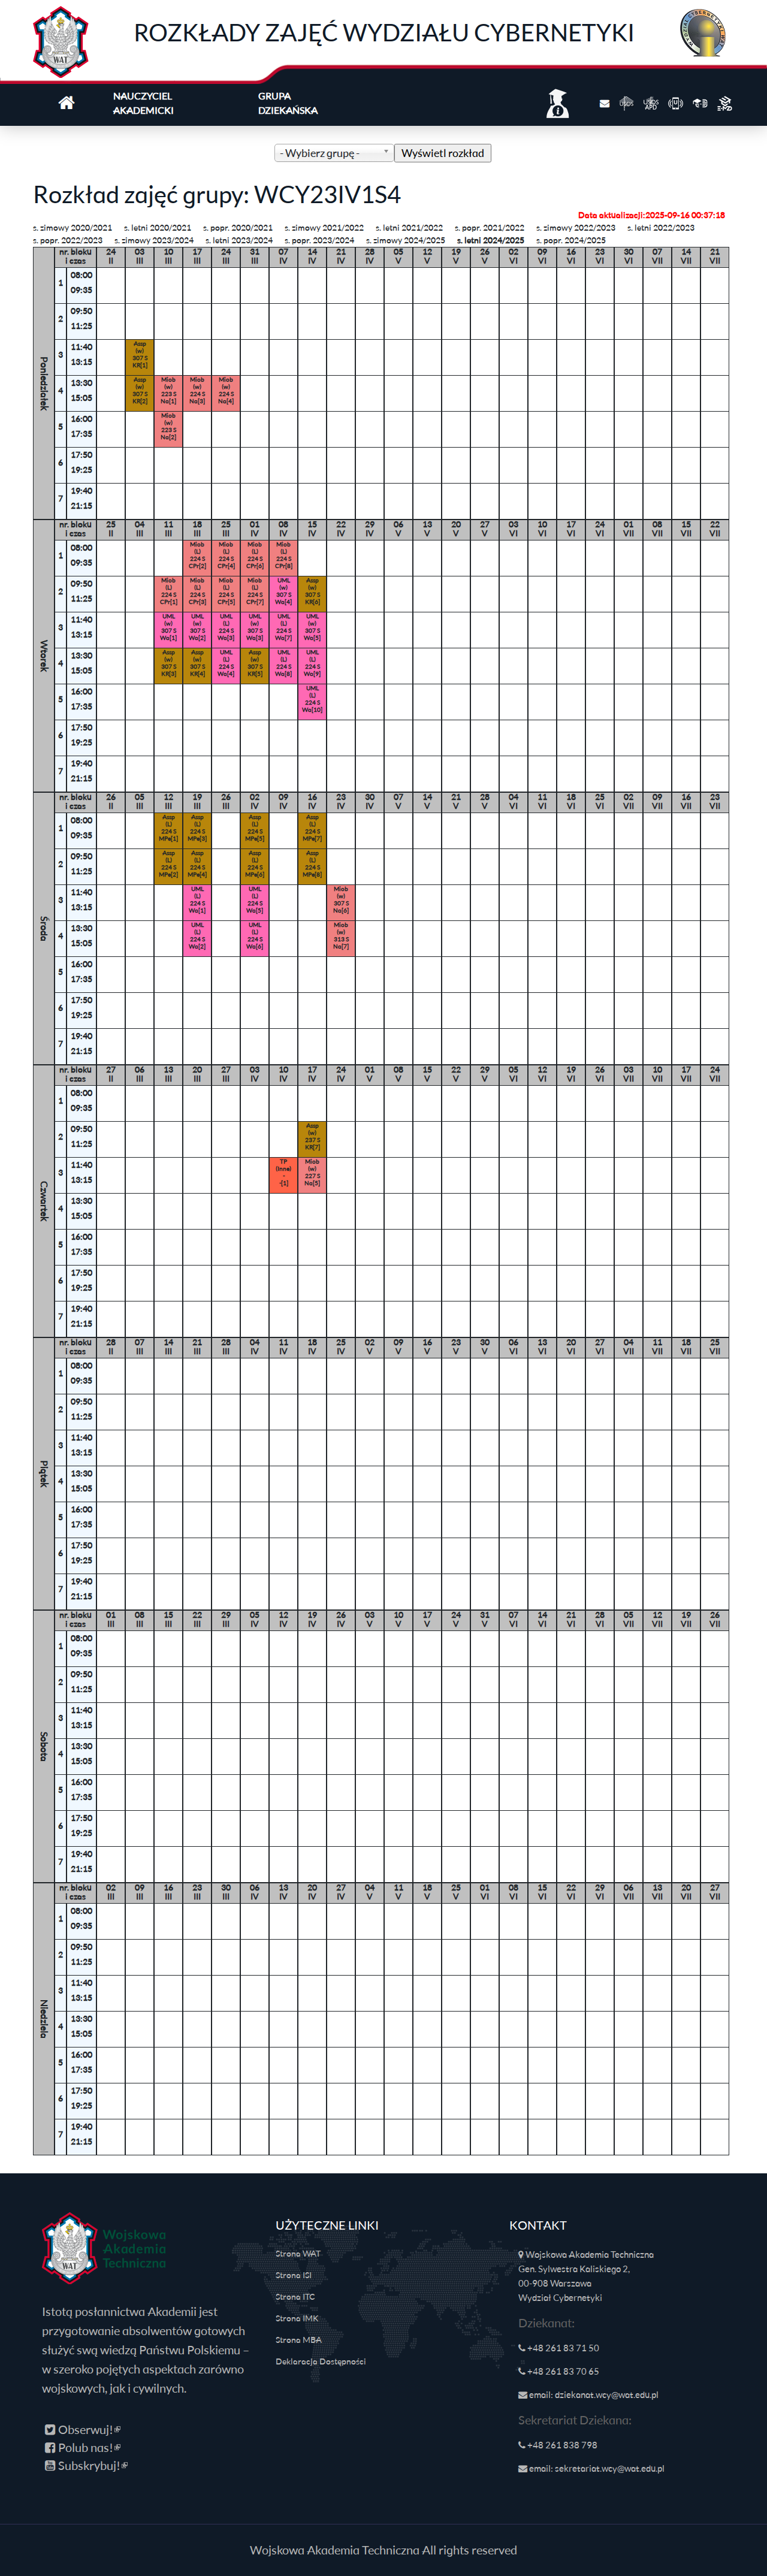 ROZKŁADY ZAJĘĆ WYDZIAŁU CYBERNETYKI
NAUCZYCIEL AKADEMICKI
GRUPA DZIEKAŃSKA
- Wybierz grupę -
Wyświetl rozkład
Rozkład zajęć grupy: WCY23IV1S4
Data aktualizacji:2025-09-16 00:37:18
s. zimowy 2020/2021 s. letni 2020/2021 s. popr. 2020/2021 s. zimowy 2021/2022 s. letni 2021/2022 s. popr. 2021/2022 s. zimowy 2022/2023 s. letni 2022/2023
s. popr. 2022/2023 s. zimowy 2023/2024 s. letni 2023/2024 s. popr. 2023/2024 s. zimowy 2024/2025 s. letni 2024/2025 s. popr. 2024/2025
Poniedziałek
nr. bloku i czas 24 II 03 III 10 III 17 III 24 III 31 III 07 IV 14 IV 21 IV 28 IV 05 V 12 V 19 V 26 V 02 VI 09 VI 16 VI 23 VI 30 VI 07 VII 14 VII 21 VII
1 08:00 09:35
2 09:50 11:25
3 11:40 13:15 Assp (w) 307 S KR[1]
4 13:30 15:05 Assp (w) 307 S KR[2] Miob (w) 223 S Na[1] Miob (w) 224 S Na[3] Miob (w) 224 S Na[4]
5 16:00 17:35 Miob (w) 223 S Na[2]
6 17:50 19:25
7 19:40 21:15
Wtorek
nr. bloku i czas 25 II 04 III 11 III 18 III 25 III 01 IV 08 IV 15 IV 22 IV 29 IV 06 V 13 V 20 V 27 V 03 VI 10 VI 17 VI 24 VI 01 VII 08 VII 15 VII 22 VII
1 08:00 09:35 Miob (L) 224 S CPr[2] Miob (L) 224 S CPr[4] Miob (L) 224 S CPr[6] Miob (L) 224 S CPr[8]
2 09:50 11:25 Miob (L) 224 S CPr[1] Miob (L) 224 S CPr[3] Miob (L) 224 S CPr[5] Miob (L) 224 S CPr[7] UML (w) 307 S Wo[4] Assp (w) 307 S KR[6]
3 11:40 13:15 UML (w) 307 S Wo[1] UML (w) 307 S Wo[2] UML (L) 224 S Wo[3] UML (w) 307 S Wo[3] UML (L) 224 S Wo[7] UML (w) 307 S Wo[5]
4 13:30 15:05 Assp (w) 307 S KR[3] Assp (w) 307 S KR[4] UML (L) 224 S Wo[4] Assp (w) 307 S KR[5] UML (L) 224 S Wo[8] UML (L) 224 S Wo[9]
5 16:00 17:35 UML (L) 224 S Wo[10]
6 17:50 19:25
7 19:40 21:15
Środa
nr. bloku i czas 26 II 05 III 12 III 19 III 26 III 02 IV 09 IV 16 IV 23 IV 30 IV 07 V 14 V 21 V 28 V 04 VI 11 VI 18 VI 25 VI 02 VII 09 VII 16 VII 23 VII
1 08:00 09:35 Assp (L) 224 S MPe[1] Assp (L) 224 S MPe[3] Assp (L) 224 S MPe[5] Assp (L) 224 S MPe[7]
2 09:50 11:25 Assp (L) 224 S MPe[2] Assp (L) 224 S MPe[4] Assp (L) 224 S MPe[6] Assp (L) 224 S MPe[8]
3 11:40 13:15 UML (L) 224 S Wo[1] UML (L) 224 S Wo[5] Miob (w) 307 S Na[6]
4 13:30 15:05 UML (L) 224 S Wo[2] UML (L) 224 S Wo[6] Miob (w) 313 S Na[7]
5 16:00 17:35
6 17:50 19:25
7 19:40 21:15
Czwartek
nr. bloku i czas 27 II 06 III 13 III 20 III 27 III 03 IV 10 IV 17 IV 24 IV 01 V 08 V 15 V 22 V 29 V 05 VI 12 VI 19 VI 26 VI 03 VII 10 VII 17 VII 24 VII
1 08:00 09:35
2 09:50 11:25 Assp (w) 237 S KR[7]
3 11:40 13:15 TP (Inne) - -[1] Miob (w) 227 S Na[5]
4 13:30 15:05
5 16:00 17:35
6 17:50 19:25
7 19:40 21:15
Piątek
nr. bloku i czas 28 II 07 III 14 III 21 III 28 III 04 IV 11 IV 18 IV 25 IV 02 V 09 V 16 V 23 V 30 V 06 VI 13 VI 20 VI 27 VI 04 VII 11 VII 18 VII 25 VII
1 08:00 09:35
2 09:50 11:25
3 11:40 13:15
4 13:30 15:05
5 16:00 17:35
6 17:50 19:25
7 19:40 21:15
Sobota
nr. bloku i czas 01 III 08 III 15 III 22 III 29 III 05 IV 12 IV 19 IV 26 IV 03 V 10 V 17 V 24 V 31 V 07 VI 14 VI 21 VI 28 VI 05 VII 12 VII 19 VII 26 VII
1 08:00 09:35
2 09:50 11:25
3 11:40 13:15
4 13:30 15:05
5 16:00 17:35
6 17:50 19:25
7 19:40 21:15
Niedziela
nr. bloku i czas 02 III 09 III 16 III 23 III 30 III 06 IV 13 IV 20 IV 27 IV 04 V 11 V 18 V 25 V 01 VI 08 VI 15 VI 22 VI 29 VI 06 VII 13 VII 20 VII 27 VII
1 08:00 09:35
2 09:50 11:25
3 11:40 13:15
4 13:30 15:05
5 16:00 17:35
6 17:50 19:25
7 19:40 21:15
WAT
Wojskowa
Akademia
Techniczna
Istotą posłannictwa Akademii jest
przygotowanie absolwentów gotowych
służyć swą wiedzą Państwu Polskiemu –
w szeroko pojętych aspektach zarówno
wojskowych, jak i cywilnych.
Obserwuj!
Polub nas!
Subskrybuj!
UŻYTECZNE LINKI
Strona WAT
Strona ISI
Strona ITC
Strona IMK
Strona MBA
Deklaracja Dostępności
KONTAKT
Wojskowa Akademia Techniczna
Gen. Sylwestra Kaliskiego 2,
00-908 Warszawa
Wydział Cybernetyki
Dziekanat:
+48 261 83 71 50
+48 261 83 70 65
email: dziekanat.wcy@wat.edu.pl
Sekretariat Dziekana:
+48 261 838 798
email: sekretariat.wcy@wat.edu.pl
Wojskowa Akademia Techniczna All rights reserved